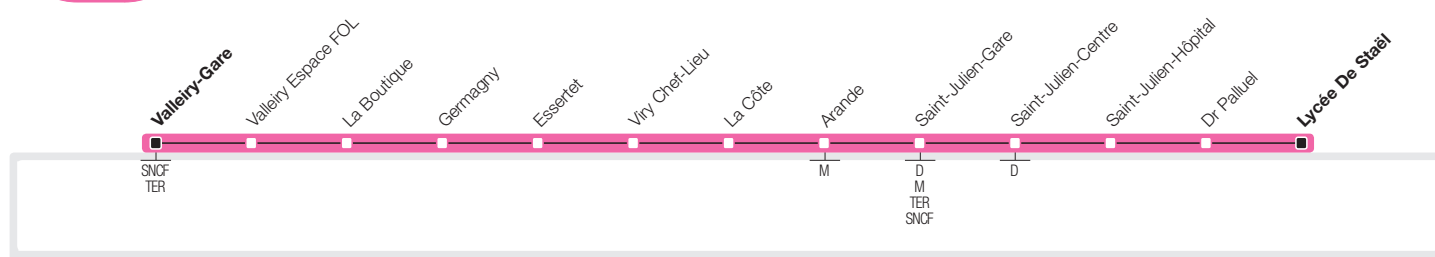 Valleiry-Gare
Valleiry Espace FOL
La Boutique
Germagny
Essertet
Viry Chef-Lieu
La Côte
Arande
Saint-Julien-Gare
Saint-Julien-Centre
Saint-Julien-Hôpital
Dr Palluel
Lycée De Staël
SNCF
TER
M
D
M
TER
SNCF
D